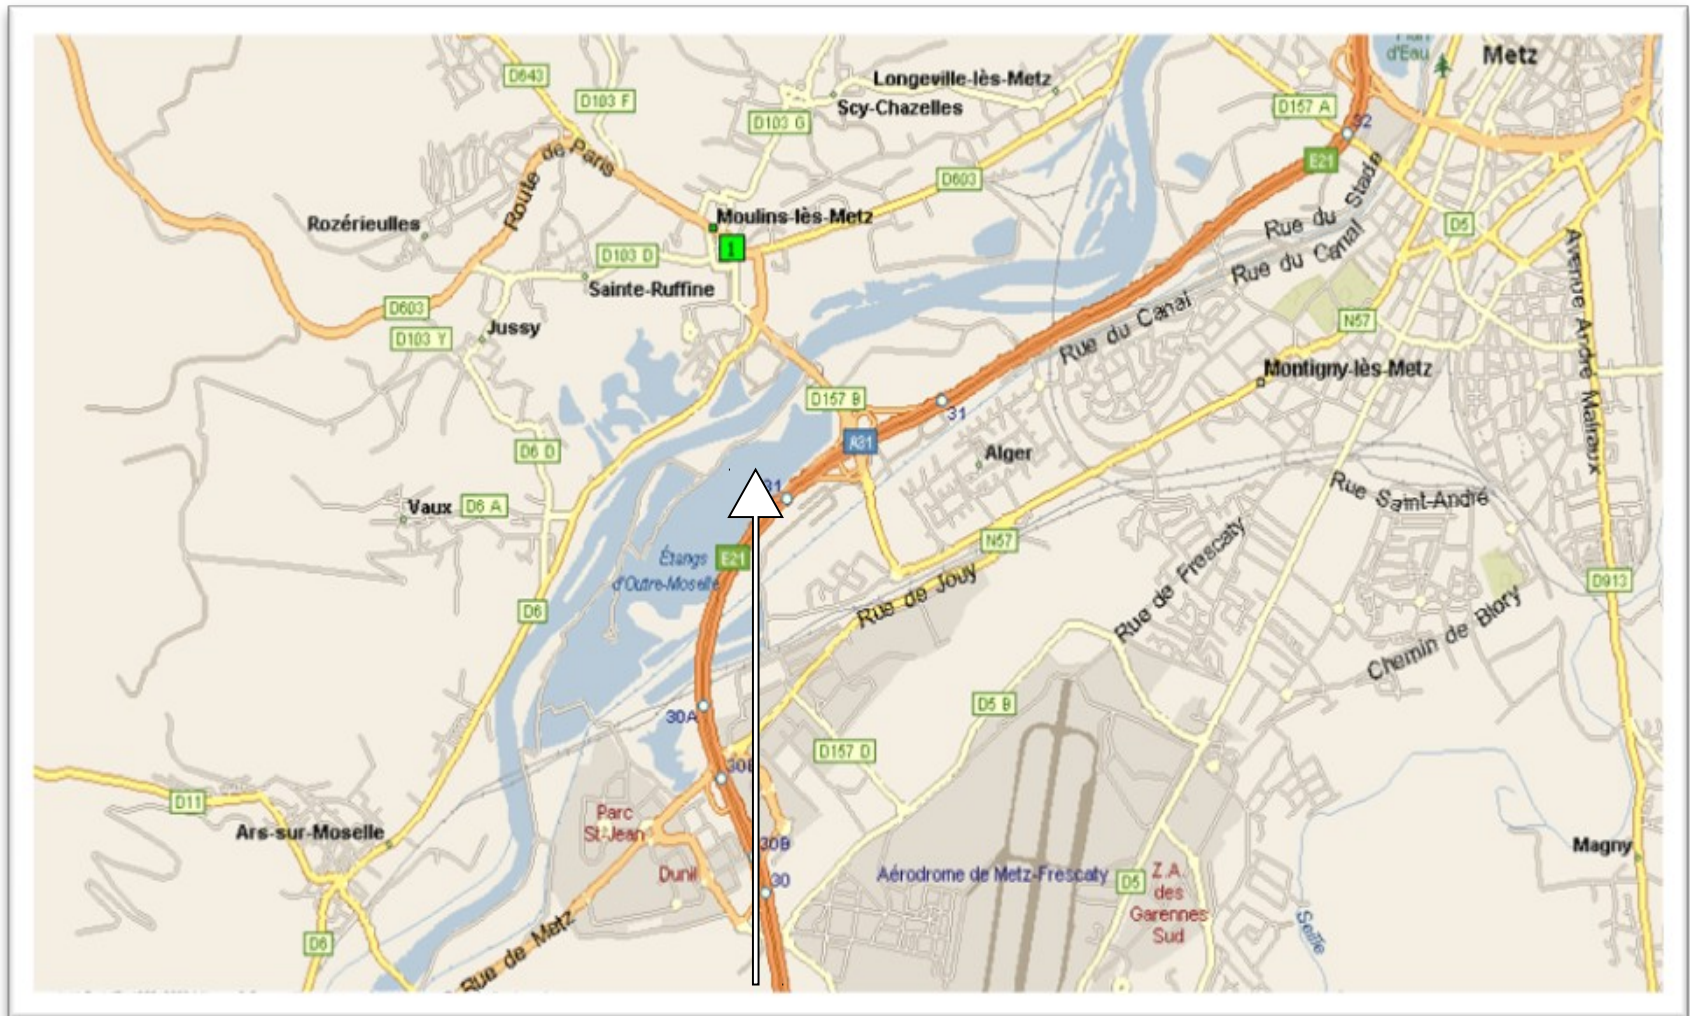 Plan
d'Eau
Metz
D643
Longeville-lès-Metz
D103 F
Scy-Chazelles
D157 A
D103 G
32
de Paris
E21
D603
Route
Rue du Stade
Moulins-lès-Metz
Rozérieulles
D5
1
D103 D
Rue du Canal
Avenue André Malraux
Sainte-Ruffine
D603
Rue du Canal
N57
Jussy
D103 Y
Montigny-lès-Metz
D157 B
31
A31
Alger
D6 D
31
Rue Saint-André
Vaux
D6 A
N57
Étangs
d'Outre-Moselle
E21
Rue de Frescaty
D913
Rue de Jouy
D6
Chemin de Blory
D5 B
30A
D157 D
30B
D11
Parc
St-Jean
Ars-sur-Moselle
30B
Magny
Dunil
30
Aérodrome de Metz-Frescaty
D5
Z.A.
des
Garennes
Sud
Seille
D6
Rue de Metz